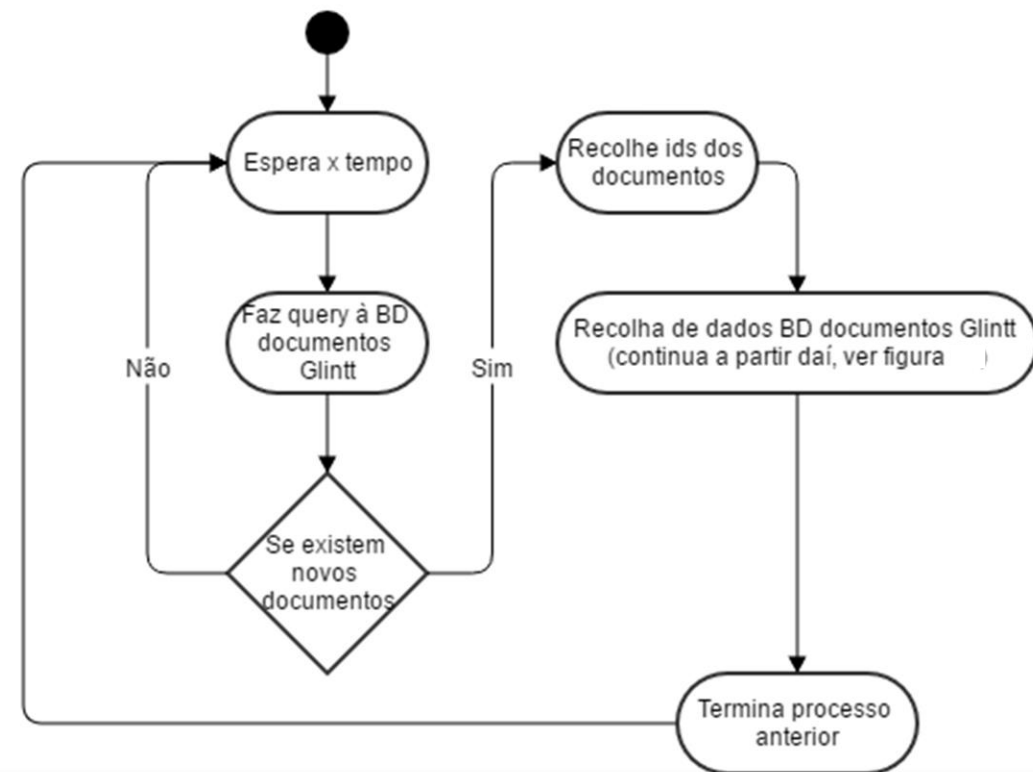 Espera x tempo
Recolhe ids dos
documentos
Faz query à BD
documentos
Glintt
Não
Sim
Recolha de dados BD documentos Glintt
(continua a partir daí, ver figura )
Se existem
novos
documentos
Termina processo
anterior